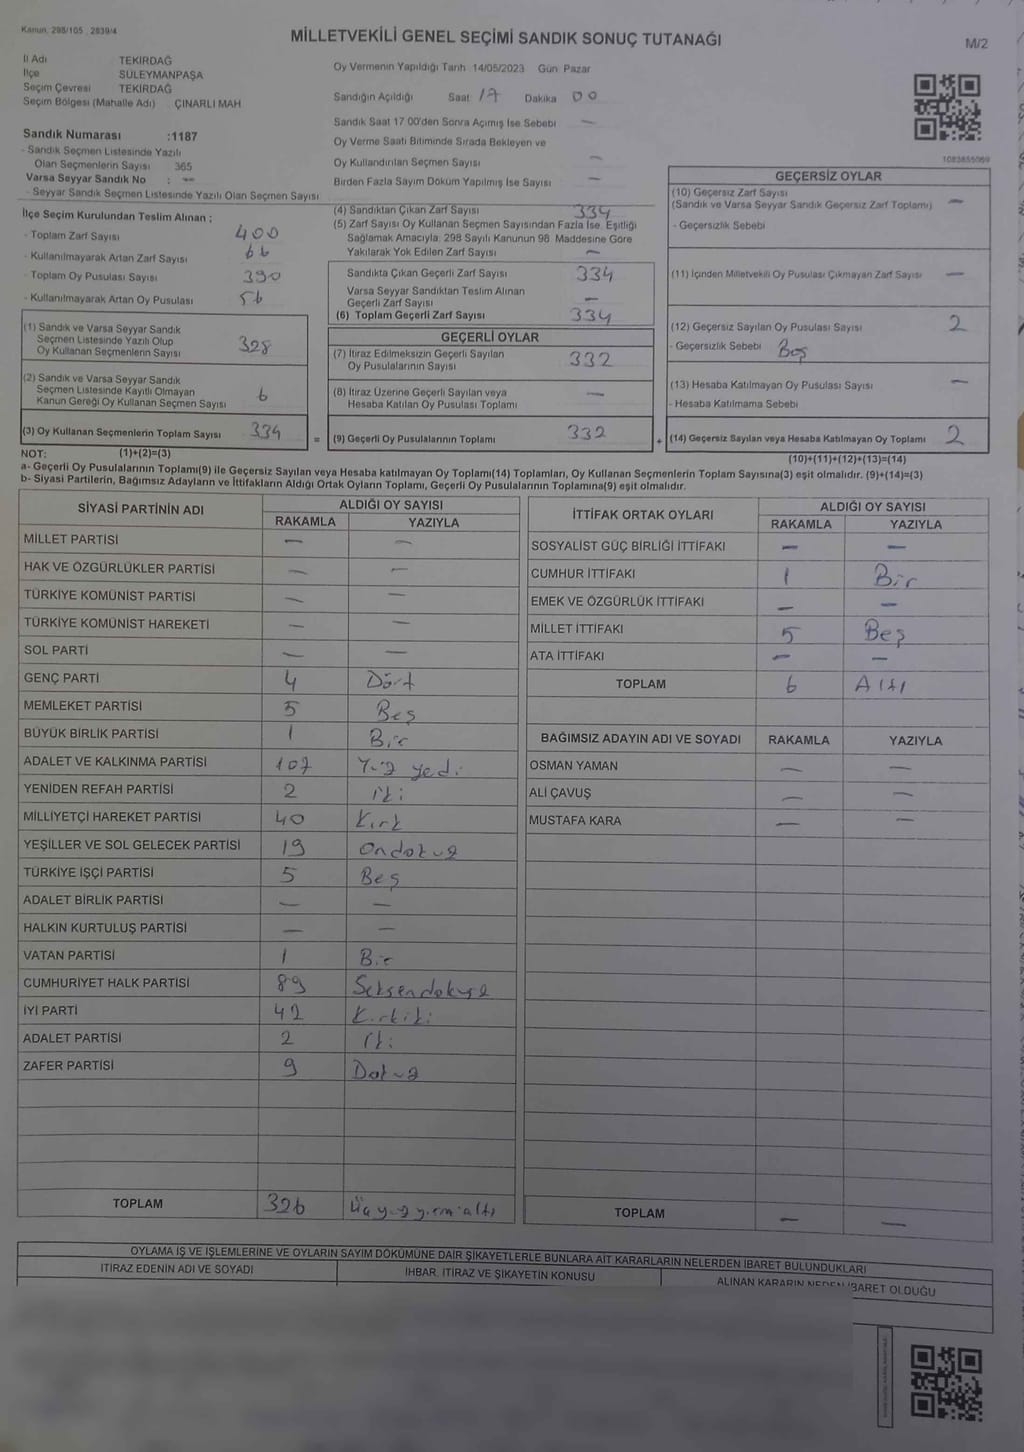 Kanun: 298/105 , 2839/4
MİLLETVEKİLİ GENEL SEÇİMİ SANDIK SONUÇ TUTANAĞI
M/2
İl Adı TEKİRDAĞ
İlçe SÜLEYMANPAŞA
Seçim Çevresi TEKİRDAĞ
Seçim Bölgesi (Mahalle Adı) ÇINARLI MAH
Oy Vermenin Yapıldığı Tarih 14/05/2023 Gün Pazar
Sandığın Açıldığı Saat 17 Dakika 00
Sandık Saat 17 00'den Sonra Açımış İse Sebebi —
Oy Verme Saati Bitiminde Sırada Bekleyen ve
Oy Kullandırılan Seçmen Sayısı —
Birden Fazla Sayım Döküm Yapılmış İse Sayısı —
1083855069
Sandık Numarası :1187
- Sandık Seçmen Listesinde Yazılı
Olan Seçmenlerin Sayısı 365
Varsa Seyyar Sandık No : —
- Seyyar Sandık Seçmen Listesinde Yazılı Olan Seçmen Sayısı
İlçe Seçim Kurulundan Teslim Alınan ;
- Toplam Zarf Sayısı 400
- Kullanılmayarak Artan Zarf Sayısı 66
- Toplam Oy Pusulası Sayısı 390
- Kullanılmayarak Artan Oy Pusulası 56
(1) Sandık ve Varsa Seyyar Sandık
Seçmen Listesinde Yazılı Olup
Oy Kullanan Seçmenlerin Sayısı 328
(2) Sandık ve Varsa Seyyar Sandık
Seçmen Listesinde Kayıtlı Olmayan
Kanun Gereği Oy Kullanan Seçmen Sayısı 6
(3) Oy Kullanan Seçmenlerin Toplam Sayısı 334
(4) Sandıktan Çıkan Zarf Sayısı 334
(5) Zarf Sayısı Oy Kullanan Seçmen Sayısından Fazla İse. Eşitliği
Sağlamak Amacıyla, 298 Sayılı Kanunun 98 Maddesine Göre
Yakılarak Yok Edilen Zarf Sayısı —
Sandıkta Çıkan Geçerli Zarf Sayısı 334
Varsa Seyyar Sandıktan Teslim Alınan
Geçerli Zarf Sayısı —
(6) Toplam Geçerli Zarf Sayısı 334
GEÇERLİ OYLAR
(7) İtiraz Edilmeksizin Geçerli Sayılan
Oy Pusulalarının Sayısı 332
(8) İtiraz Üzerine Geçerli Sayılan veya
Hesaba Katılan Oy Pusulası Toplamı —
= (9) Geçerli Oy Pusulalarının Toplamı 332
GEÇERSİZ OYLAR
(10) Geçersiz Zarf Sayısı
(Sandık ve Varsa Seyyar Sandık Geçersiz Zarf Toplamı) —
- Geçersizlik Sebebi
(11) İçinden Milletvekili Oy Pusulası Çıkmayan Zarf Sayısı —
(12) Geçersiz Sayılan Oy Pusulası Sayısı 2
- Geçersizlik Sebebi Boş
(13) Hesaba Katılmayan Oy Pusulası Sayısı —
- Hesaba Katılmama Sebebi
+ (14) Geçersiz Sayılan veya Hesaba Katılmayan Oy Toplamı 2
NOT: (1)+(2)=(3)
(10)+(11)+(12)+(13)=(14)
a- Geçerli Oy Pusulalarının Toplamı(9) ile Geçersiz Sayılan veya Hesaba katılmayan Oy Toplamı(14) Toplamları, Oy Kullanan Seçmenlerin Toplam Sayısına(3) eşit olmalıdır. (9)+(14)=(3)
b- Siyasi Partilerin, Bağımsız Adayların ve İttifakların Aldığı Ortak Oyların Toplamı, Geçerli Oy Pusulalarının Toplamına(9) eşit olmalıdır.
SİYASİ PARTİNİN ADI ALDIĞI OY SAYISI
RAKAMLA YAZIYLA
MİLLET PARTİSİ — —
HAK VE ÖZGÜRLÜKLER PARTİSİ — —
TÜRKİYE KOMÜNİST PARTİSİ — —
TÜRKİYE KOMÜNİST HAREKETİ — —
SOL PARTİ — —
GENÇ PARTİ 4 Dört
MEMLEKET PARTİSİ 5 Beş
BÜYÜK BİRLİK PARTİSİ 1 Bir
ADALET VE KALKINMA PARTİSİ 107 Yüz yedi
YENİDEN REFAH PARTİSİ 2 İki
MİLLİYETÇİ HAREKET PARTİSİ 40 Kırk
YEŞİLLER VE SOL GELECEK PARTİSİ 19 Ondokuz
TÜRKİYE İŞÇİ PARTİSİ 5 Beş
ADALET BİRLİK PARTİSİ — —
HALKIN KURTULUŞ PARTİSİ — —
VATAN PARTİSİ 1 Bir
CUMHURİYET HALK PARTİSİ 89 Seksendokuz
İYİ PARTİ 42 Kırkiki
ADALET PARTİSİ 2 İki
ZAFER PARTİSİ 9 Dokuz
TOPLAM 326 Üçyüzyirmialtı
İTTİFAK ORTAK OYLARI ALDIĞI OY SAYISI
RAKAMLA YAZIYLA
SOSYALİST GÜÇ BİRLİĞİ İTTİFAKI — —
CUMHUR İTTİFAKI 1 Bir
EMEK VE ÖZGÜRLÜK İTTİFAKI — —
MİLLET İTTİFAKI 5 Beş
ATA İTTİFAKI — —
TOPLAM 6 Altı
BAĞIMSIZ ADAYIN ADI VE SOYADI RAKAMLA YAZIYLA
OSMAN YAMAN — —
ALİ ÇAVUŞ — —
MUSTAFA KARA — —
TOPLAM — —
OYLAMA İŞ VE İŞLEMLERİNE VE OYLARIN SAYIM DÖKÜMÜNE DAİR ŞİKAYETLERLE BUNLARA AİT KARARLARIN NELERDEN İBARET BULUNDUKLARI
İTİRAZ EDENİN ADI VE SOYADI İHBAR, İTİRAZ VE ŞİKAYETİN KONUSU ALINAN KARARIN NEDEN İBARET OLDUĞU